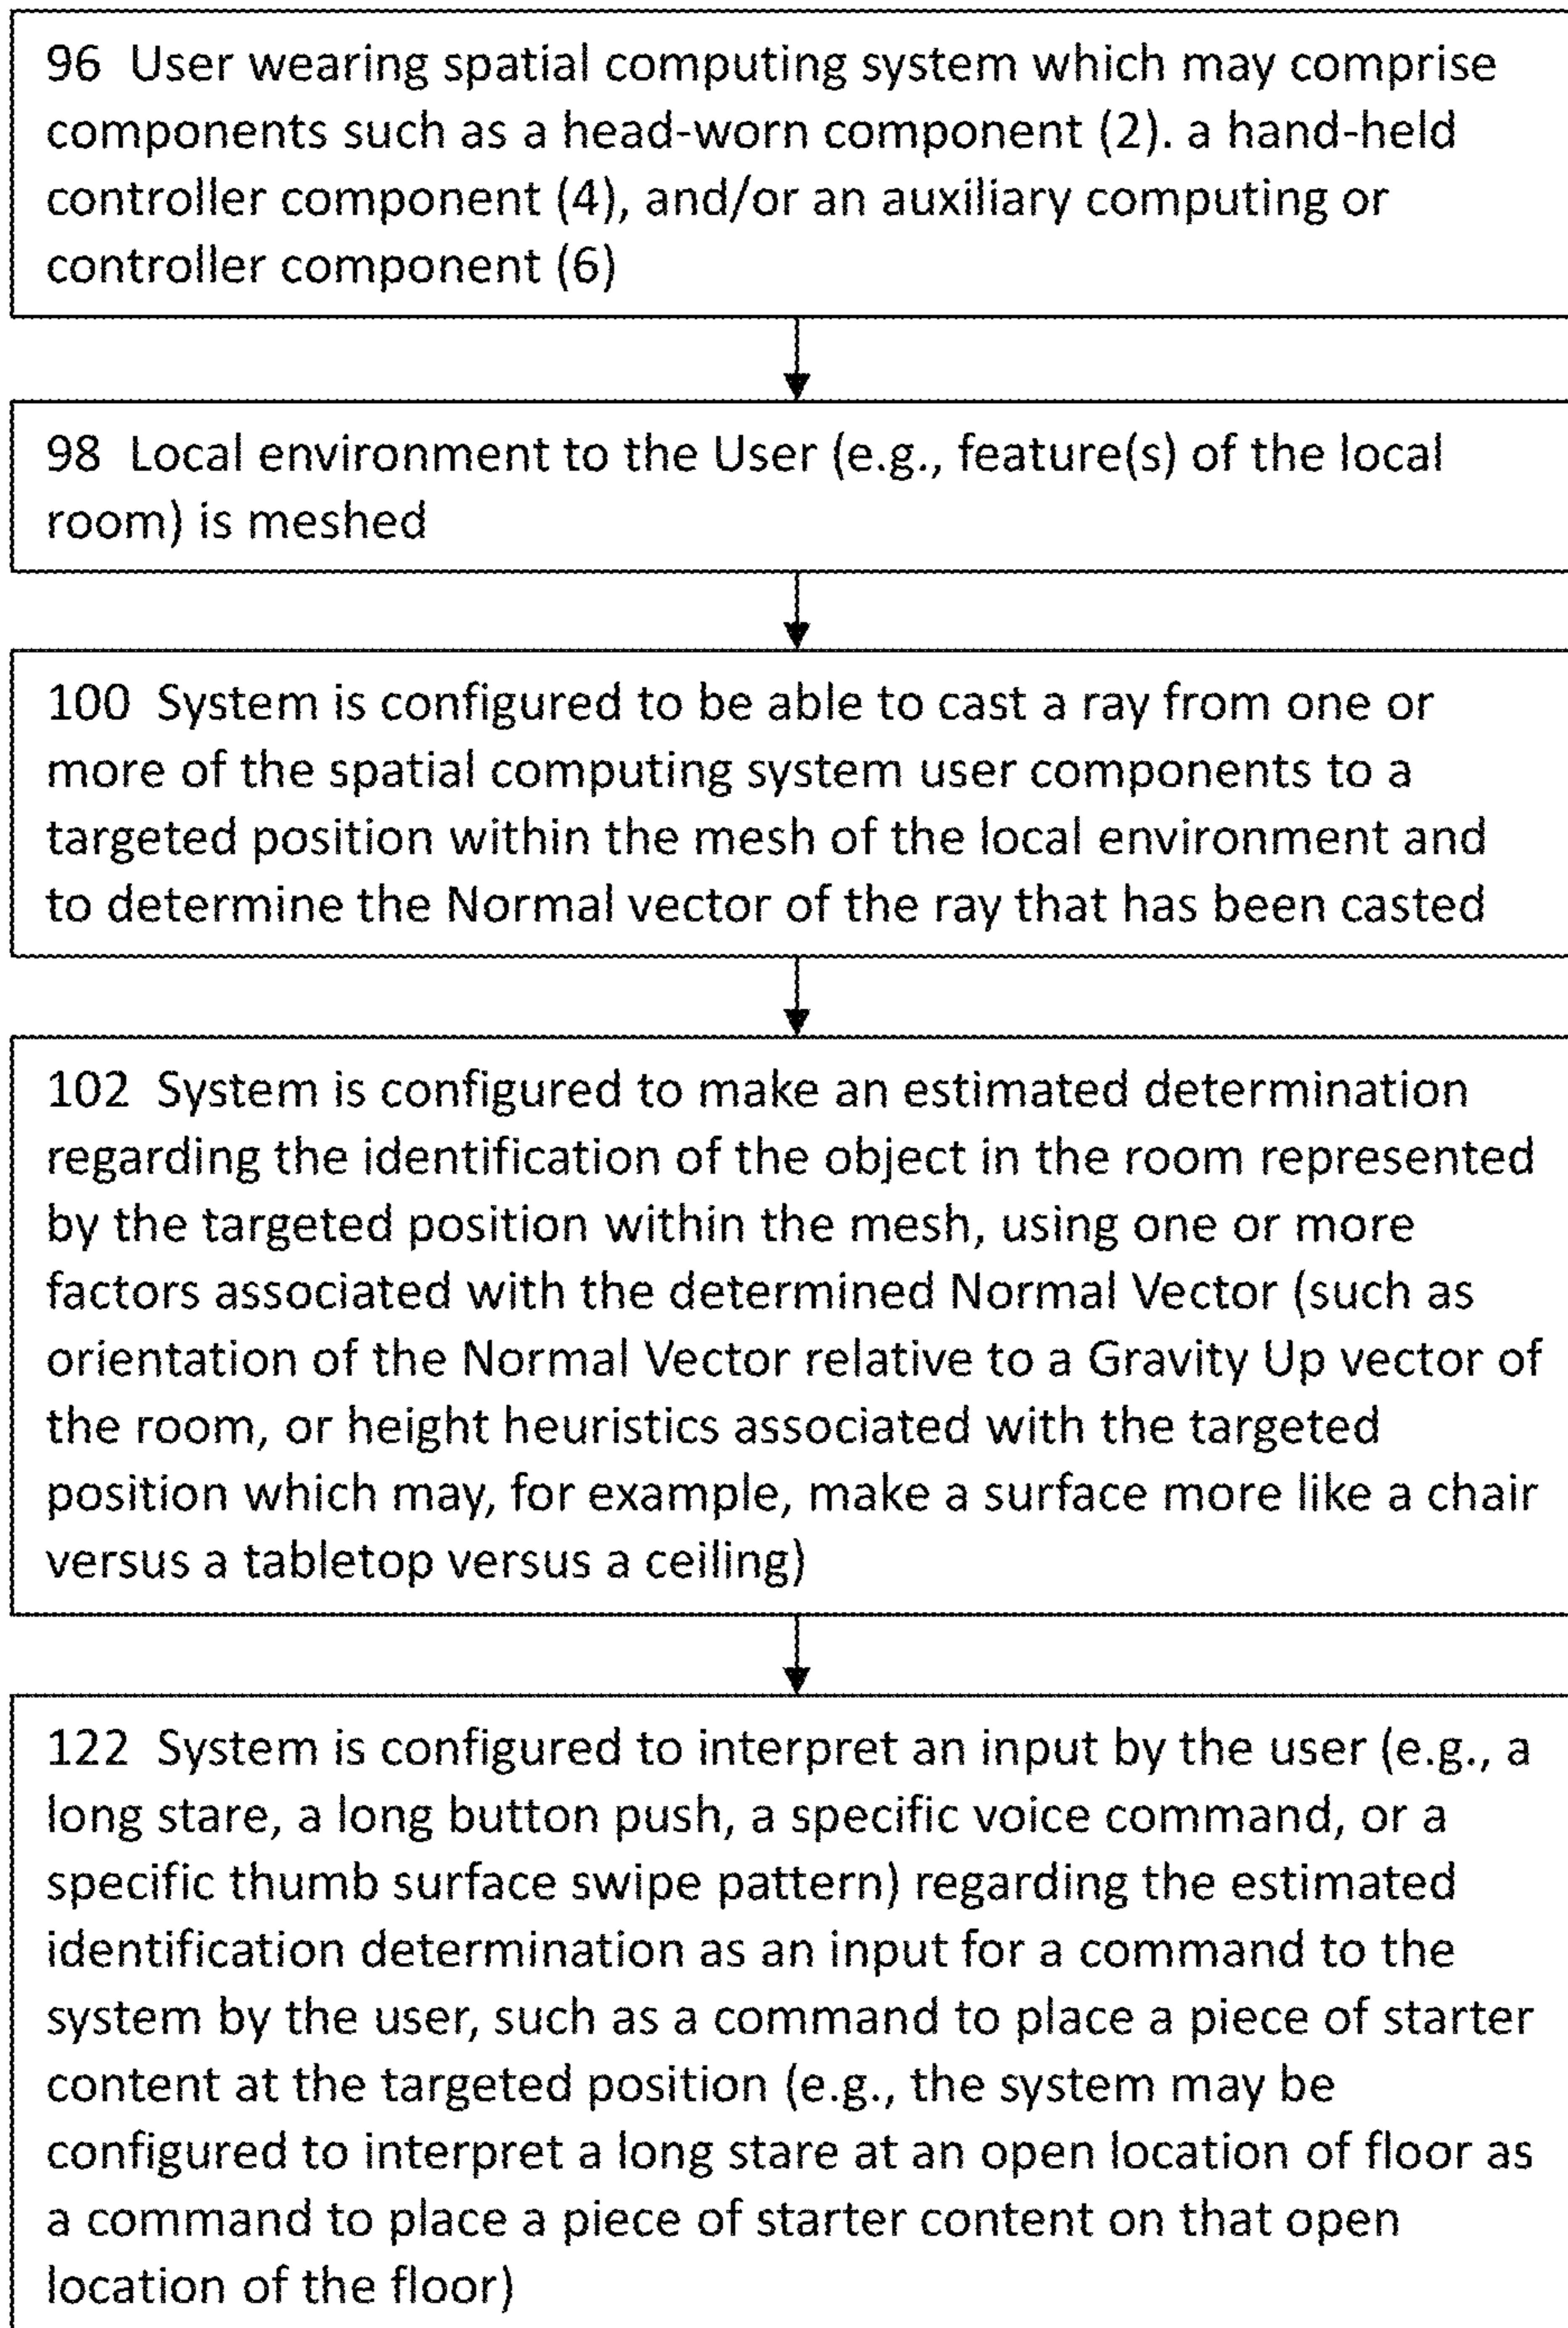 96 User wearing spatial computing system which may comprise
components such as a head-worn component (2). a hand-held
controller component (4), and/or an auxiliary computing or
controller component (6)
98 Local environment to the User (e.g., feature(s) of the local
room) is meshed
100 System is configured to be able to cast a ray from one or
more of the spatial computing system user components to a
targeted position within the mesh of the local environment and
to determine the Normal vector of the ray that has been casted
102 System is configured to make an estimated determination
regarding the identification of the object in the room represented
by the targeted position within the mesh, using one or more
factors associated with the determined Normal Vector (such as
orientation of the Normal Vector relative to a Gravity Up vector of
the room, or height heuristics associated with the targeted
position which may, for example, make a surface more like a chair
versus a tabletop versus a ceiling)
122 System is configured to interpret an input by the user (e.g., a
long stare, a long button push, a specific voice command, or a
specific thumb surface swipe pattern) regarding the estimated
identification determination as an input for a command to the
system by the user, such as a command to place a piece of starter
content at the targeted position (e.g., the system may be
configured to interpret a long stare at an open location of floor as
a command to place a piece of starter content on that open
location of the floor)